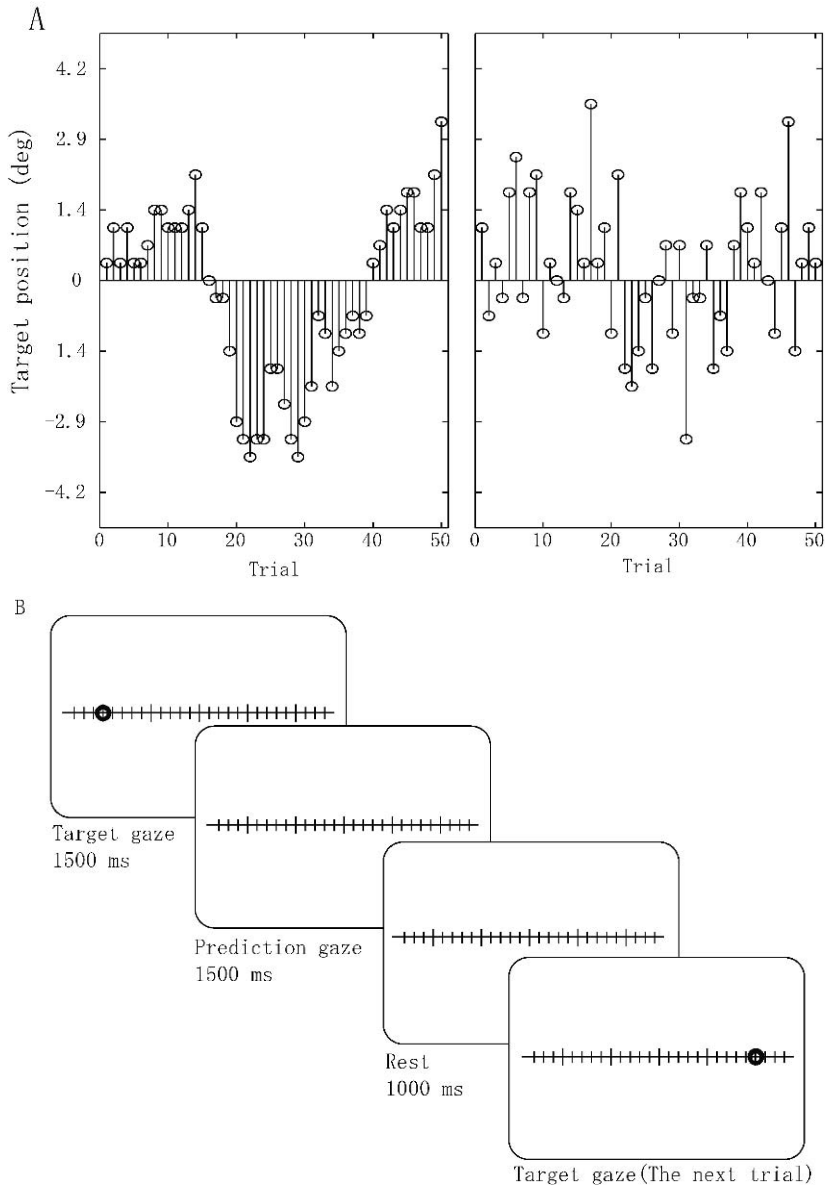 A
Target position (deg)
4.2
2.9
1.4
0
1.4
-2.9
-4.2
0 10 20 30 40 50
Trial
0 10 20 30 40 50
Trial
B
Target gaze
1500 ms
Prediction gaze
1500 ms
Rest
1000 ms
Target gaze(The next trial)